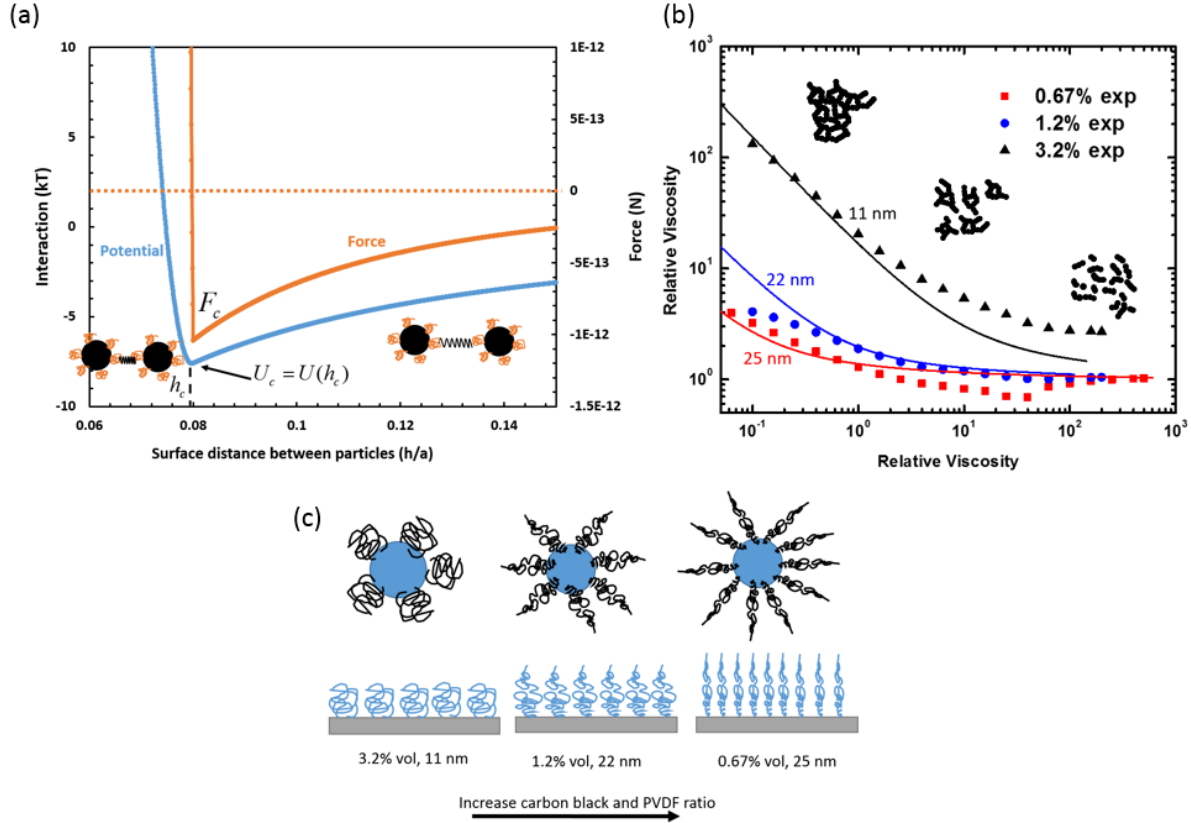 (a)
10
5
0
-5
-10
Interaction (kT)
1E-12
5E-13
0
-5E-13
-1E-12
-1.5E-12
Force (N)
Potential
Force
F_c
U_c = U(h_c)
h_c
0.06
0.08
0.1
0.12
0.14
Surface distance between particles (h/a)
(b)
10^3
10^2
10^1
10^0
Relative Viscosity
0.67% exp
1.2% exp
3.2% exp
11 nm
22 nm
25 nm
10^-1 10^0 10^1 10^2 10^3
Relative Viscosity
(c)
3.2% vol, 11 nm
1.2% vol, 22 nm
0.67% vol, 25 nm
Increase carbon black and PVDF ratio